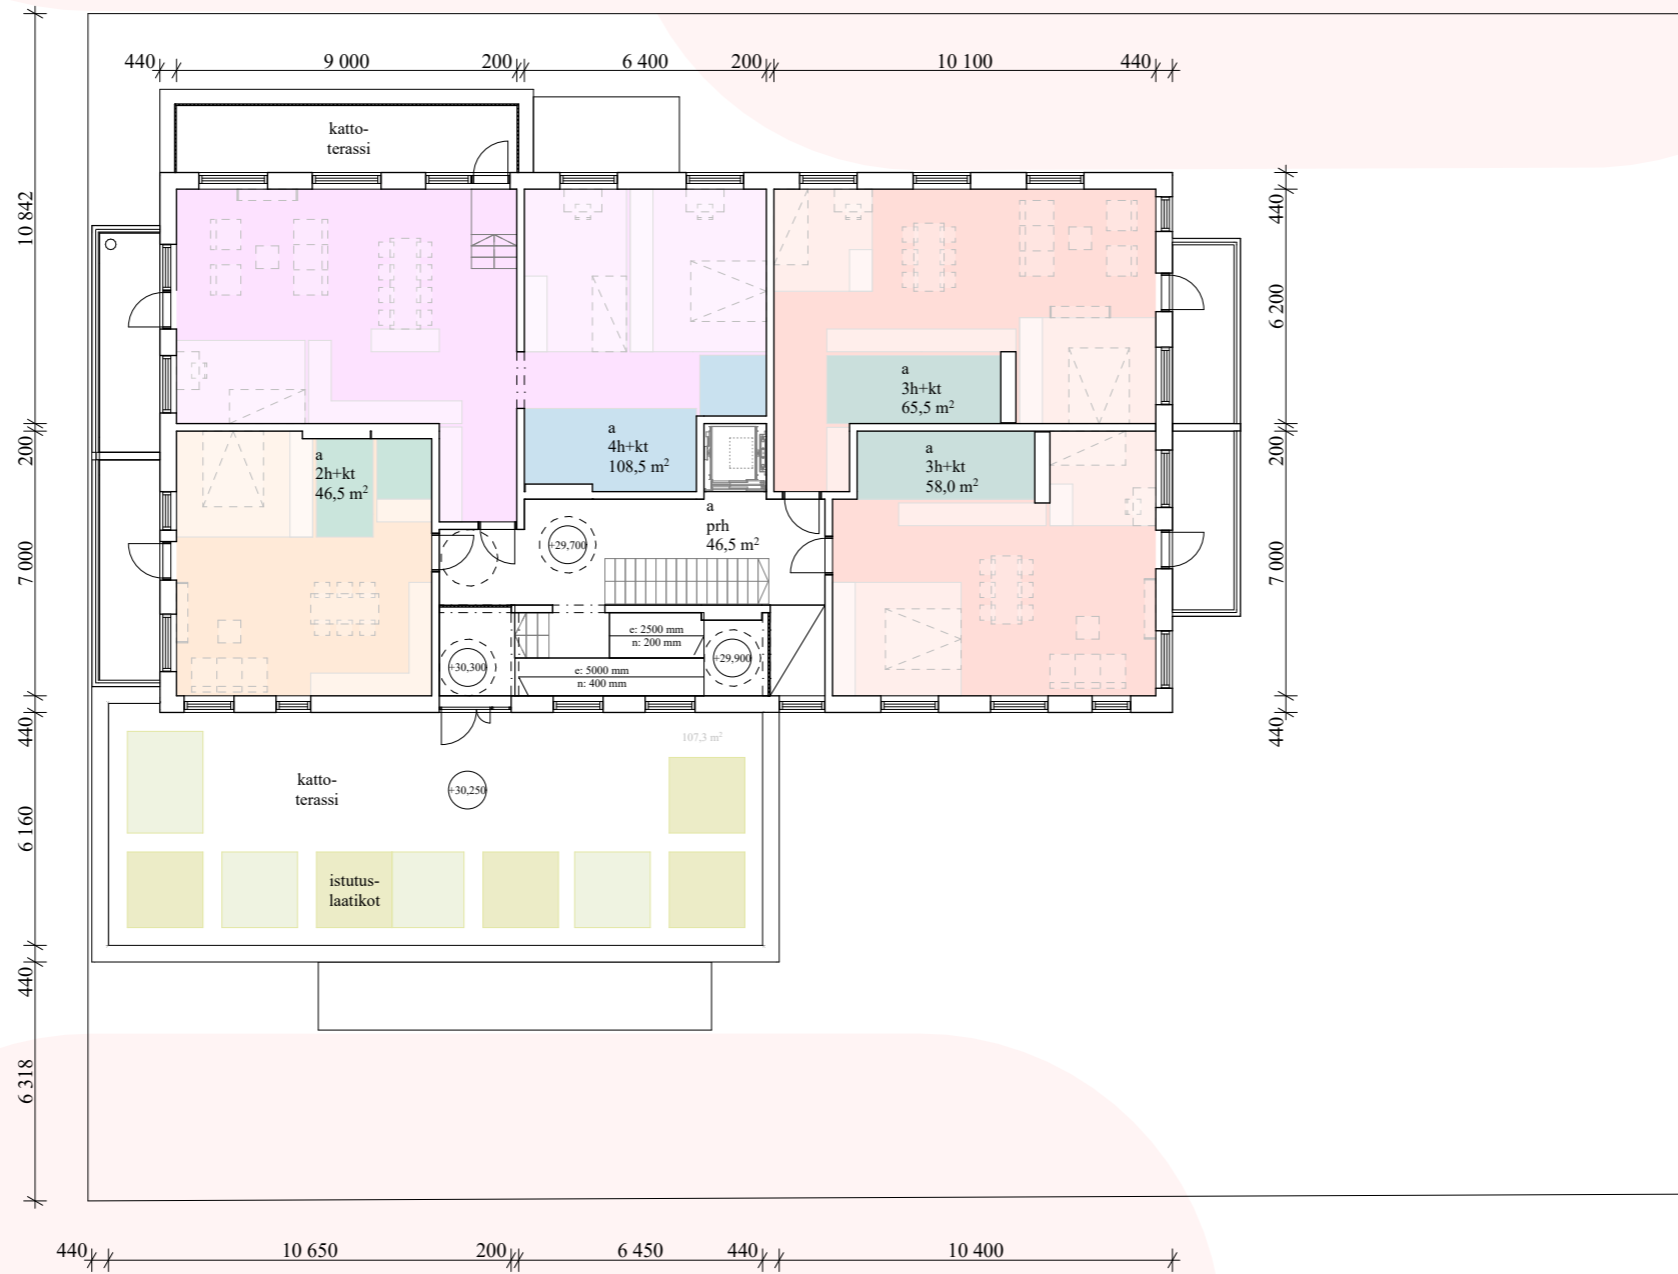 440
9 000
200
6 400
200
10 100
440
katto-
terassi
10 842
440
6 200
a
3h+kt
65,5 m²
a
4h+kt
108,5 m²
200
a
2h+kt
46,5 m²
a
3h+kt
58,0 m²
200
a
prh
46,5 m²
+29,700
7 000
7 000
e: 2500 mm
n: 200 mm
+30,300
+29,900
e: 5000 mm
n: 400 mm
440
440
107,3 m²
katto-
terassi
+30,250
6 160
istutus-
laatikot
440
6 318
440
10 650
200
6 450
440
10 400